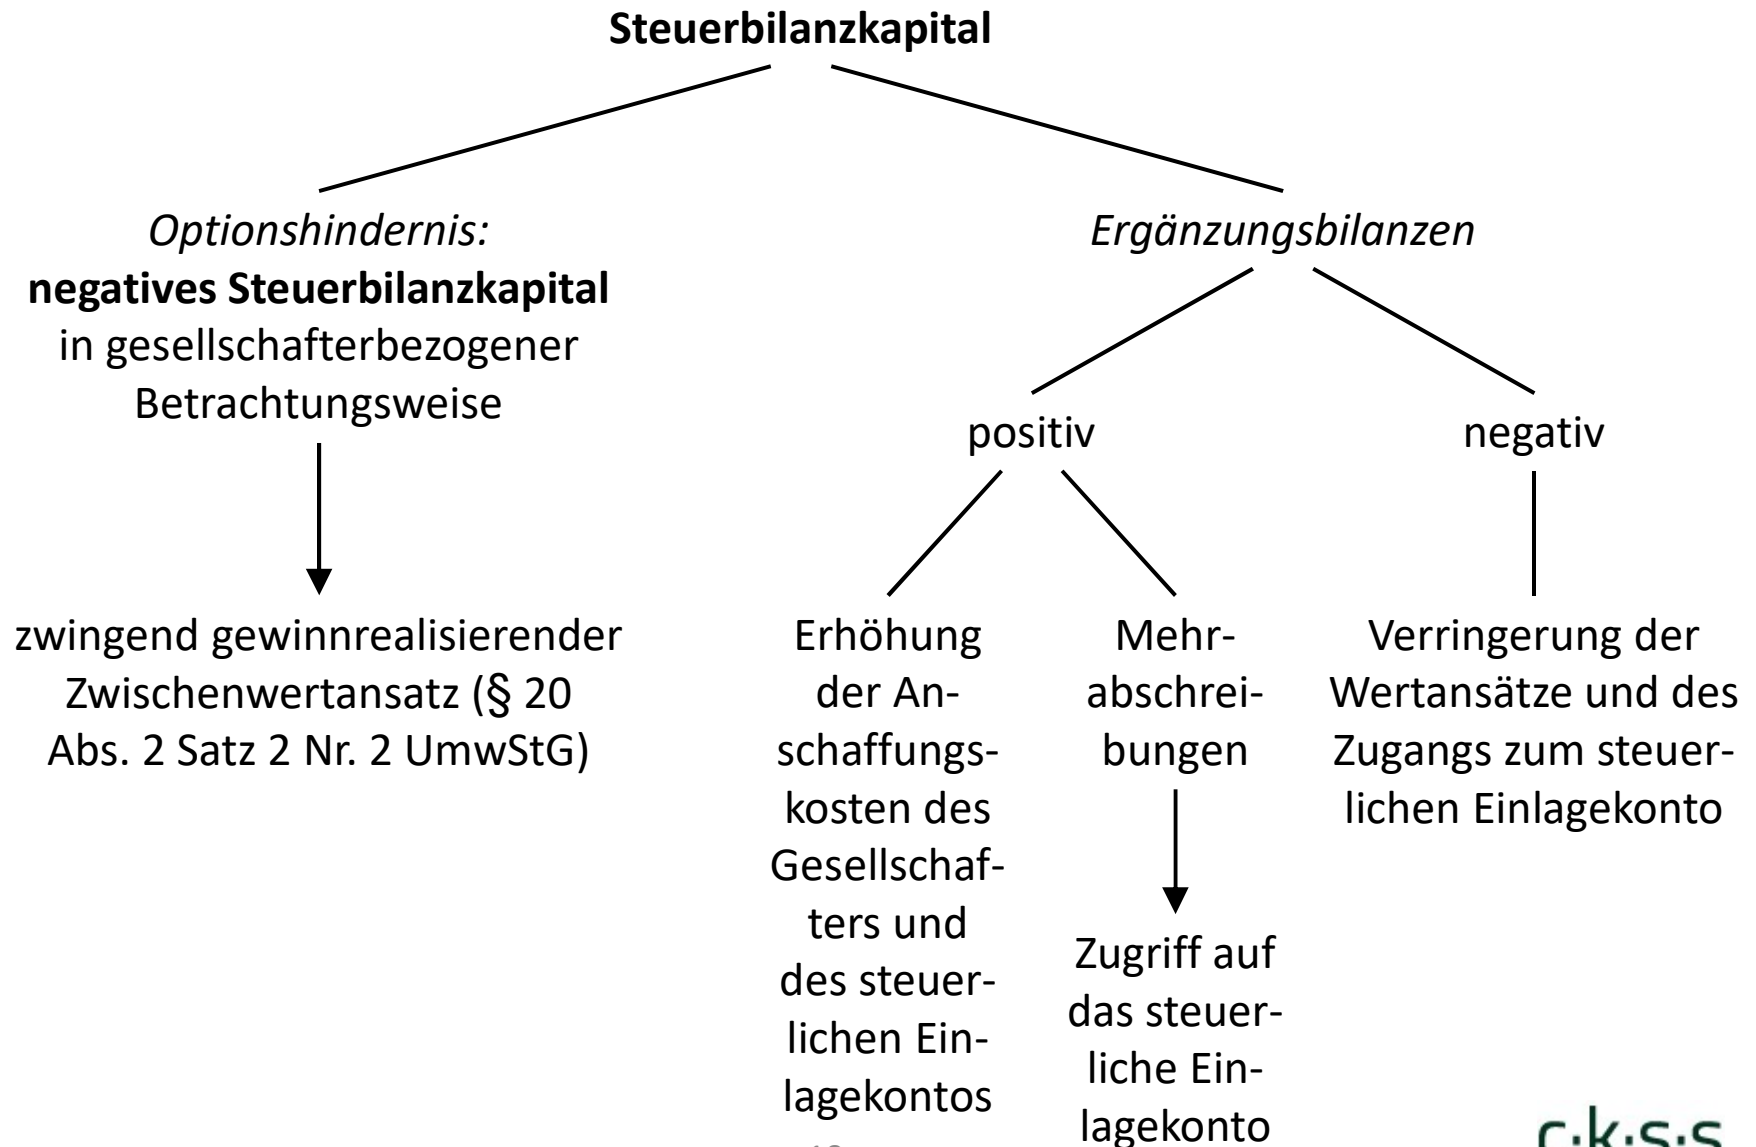 Steuerbilanzkapital
Optionshindernis:
negatives Steuerbilanzkapital
in gesellschafterbezogener
Betrachtungsweise
zwingend gewinnrealisierender
Zwischenwertansatz (§ 20
Abs. 2 Satz 2 Nr. 2 UmwStG)
Ergänzungsbilanzen
positiv
Erhöhung
der An-
schaffungs-
kosten des
Gesellschaf-
ters und
des steuer-
lichen Ein-
lagekontos
Mehr-
abschrei-
bungen
Zugriff auf
das steuer-
liche Ein-
lagekonto
negativ
Verringerung der
Wertansätze und des
Zugangs zum steuer-
lichen Einlagekonto
c·k·s·s